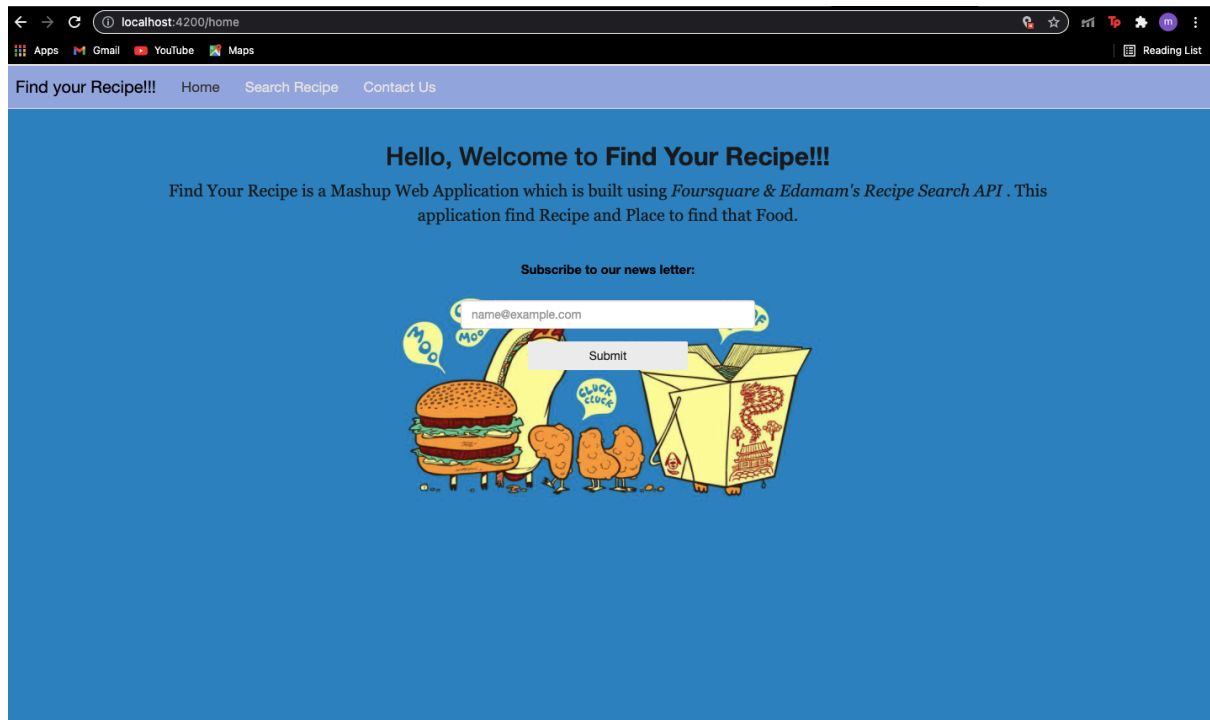 localhost:4200/home
Tp
m
Apps Gmail YouTube Maps Reading List
Find your Recipe!!! Home Search Recipe Contact Us
Hello, Welcome to Find Your Recipe!!!
Find Your Recipe is a Mashup Web Application which is built using Foursquare & Edamam's Recipe Search API . This
application find Recipe and Place to find that Food.
Subscribe to our news letter:
name@example.com
MOO
MOO
Submit
CLUCK
CLUCK